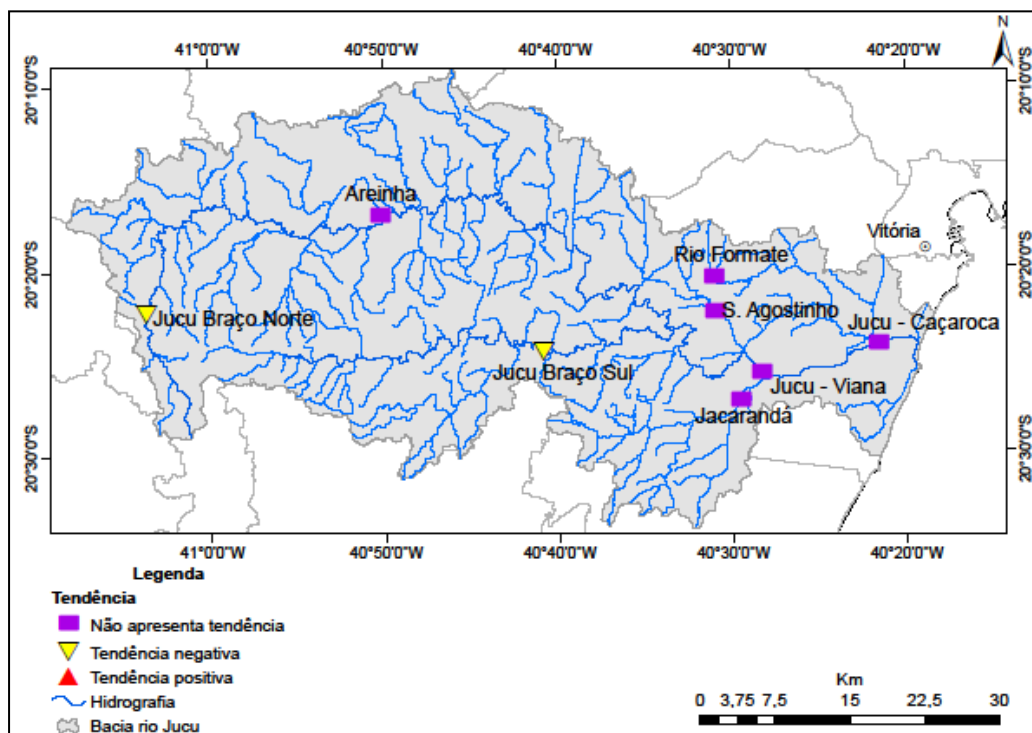 N
41°0'0"W 40°50'0"W 40°40'0"W 40°30'0"W 40°20'0"W
20°10'0"S 20°10'0"S
Areinha
Vitória
Rio Formate
20°20'0"S 20°20'0"S
Jucu Braço Norte
S. Agostinho
Jucu - Caçaroca
Jucu Braço Sul
Jucu - Viana
Jacarandá
20°30'0"S 20°30'0"S
41°0'0"W 40°50'0"W 40°40'0"W 40°30'0"W 40°20'0"W
Legenda
Tendência
Não apresenta tendência
Tendência negativa
Tendência positiva
Hidrografia
Bacia rio Jucu
Km
0 3,75 7,5 15 22,5 30